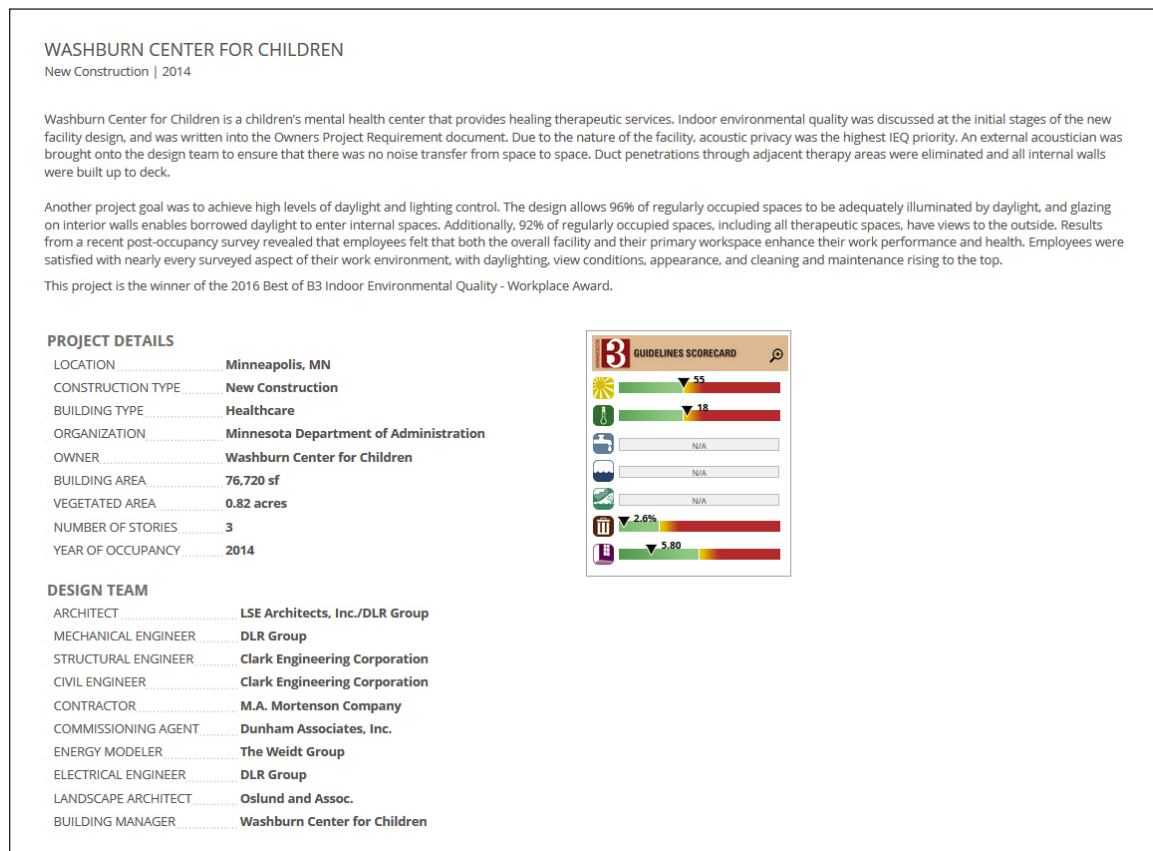 WASHBURN CENTER FOR CHILDREN
New Construction | 2014
Washburn Center for Children is a children's mental health center that provides healing therapeutic services. Indoor environmental quality was discussed at the initial stages of the new
facility design, and was written into the Owners Project Requirement document. Due to the nature of the facility, acoustic privacy was the highest IEQ priority. An external acoustician was
brought onto the design team to ensure that there was no noise transfer from space to space. Duct penetrations through adjacent therapy areas were eliminated and all internal walls
were built up to deck.
Another project goal was to achieve high levels of daylight and lighting control. The design allows 96% of regularly occupied spaces to be adequately illuminated by daylight, and glazing
on interior walls enables borrowed daylight to enter internal spaces. Additionally, 92% of regularly occupied spaces, including all therapeutic spaces, have views to the outside. Results
from a recent post-occupancy survey revealed that employees felt that both the overall facility and their primary workspace enhance their work performance and health. Employees were
satisfied with nearly every surveyed aspect of their work environment, with daylighting, view conditions, appearance, and cleaning and maintenance rising to the top.
This project is the winner of the 2016 Best of B3 Indoor Environmental Quality - Workplace Award.
PROJECT DETAILS
LOCATION Minneapolis, MN
CONSTRUCTION TYPE New Construction
BUILDING TYPE Healthcare
ORGANIZATION Minnesota Department of Administration
OWNER Washburn Center for Children
BUILDING AREA 76,720 sf
VEGETATED AREA 0.82 acres
NUMBER OF STORIES 3
YEAR OF OCCUPANCY 2014
MINNESOTA B3 GUIDELINES SCORECARD
55
18
N/A
N/A
N/A
2.6%
5.80
DESIGN TEAM
ARCHITECT LSE Architects, Inc./DLR Group
MECHANICAL ENGINEER DLR Group
STRUCTURAL ENGINEER Clark Engineering Corporation
CIVIL ENGINEER Clark Engineering Corporation
CONTRACTOR M.A. Mortenson Company
COMMISSIONING AGENT Dunham Associates, Inc.
ENERGY MODELER The Weidt Group
ELECTRICAL ENGINEER DLR Group
LANDSCAPE ARCHITECT Oslund and Assoc.
BUILDING MANAGER Washburn Center for Children